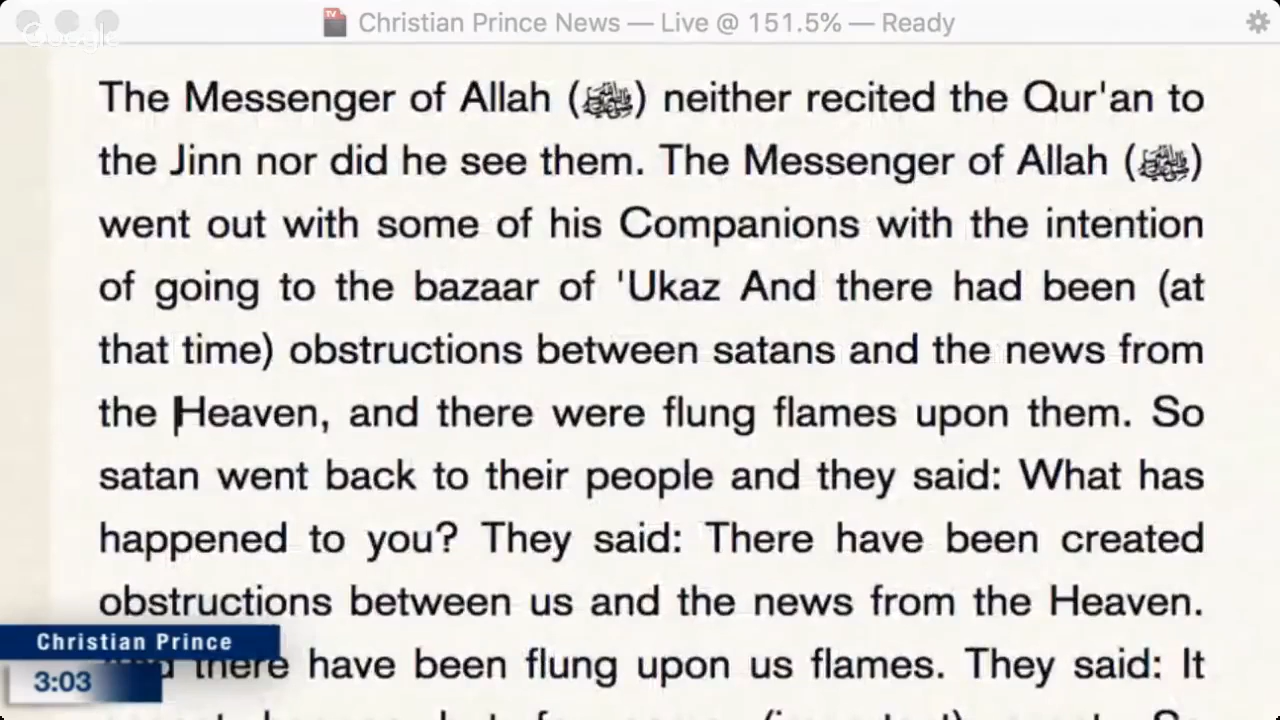 Christian Prince News — Live @ 151.5% — Ready
Google
The Messenger of Allah (ﷺ) neither recited the Qur'an to
the Jinn nor did he see them. The Messenger of Allah (ﷺ)
went out with some of his Companions with the intention
of going to the bazaar of 'Ukaz And there had been (at
that time) obstructions between satans and the news from
the Heaven, and there were flung flames upon them. So
satan went back to their people and they said: What has
happened to you? They said: There have been created
obstructions between us and the news from the Heaven.
there have been flung upon us flames. They said: It
Christian Prince
3:03